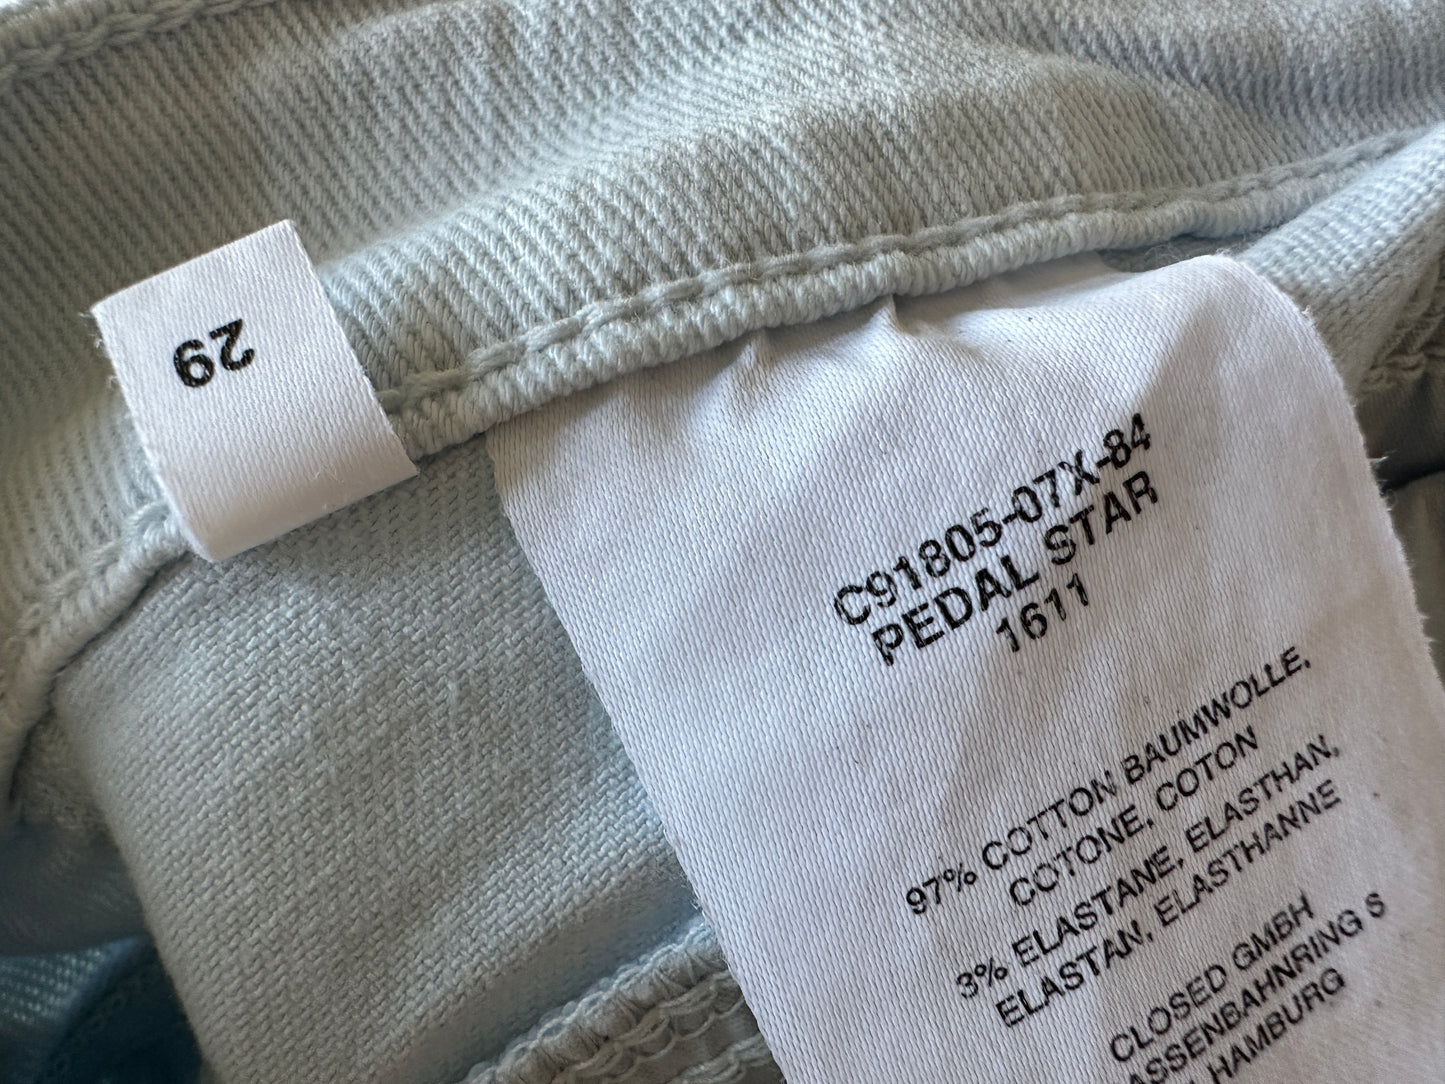 29
C91805-07X-84
PEDAL STAR
1611
97% COTTON BAUMWOLLE,
COTONE, COTON
3% ELASTANE, ELASTHAN,
ELASTAN, ELASTHANNE
CLOSED GMBH
HAMBURG